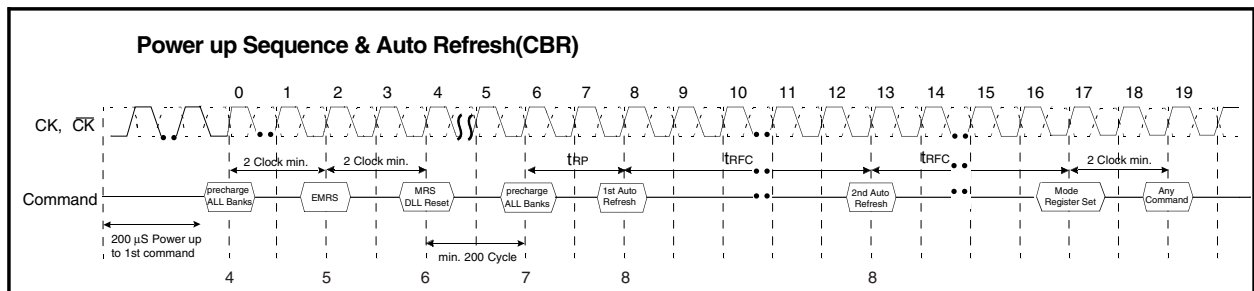 Power up Sequence & Auto Refresh(CBR)
0 1 2 3 4 5 6 7 8 9 10 11 12 13 14 15 16 17 18 19
CK, CK
2 Clock min. 2 Clock min. tRP tRFC tRFC 2 Clock min.
Command
precharge
ALL Banks
EMRS
MRS
DLL Reset
precharge
ALL Banks
1st Auto
Refresh
2nd Auto
Refresh
Mode
Register Set
Any
Command
200 μS Power up
to 1st command
min. 200 Cycle
4 5 6 7 8 8